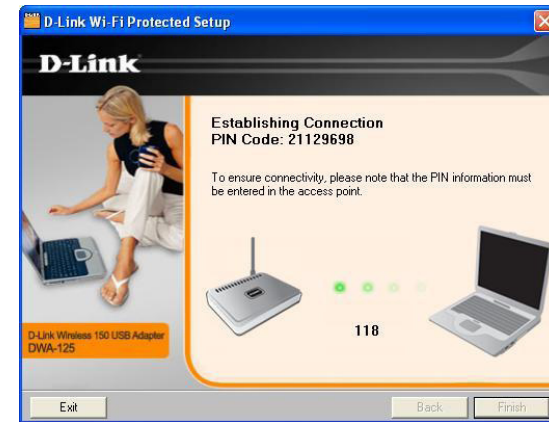 D-Link Wi-Fi Protected Setup
D-Link
Establishing Connection
PIN Code: 21129698
To ensure connectivity, please note that the PIN information must
be entered in the access point.
118
D-Link Wireless 150 USB Adapter
DWA-125
Exit
Back
Finish